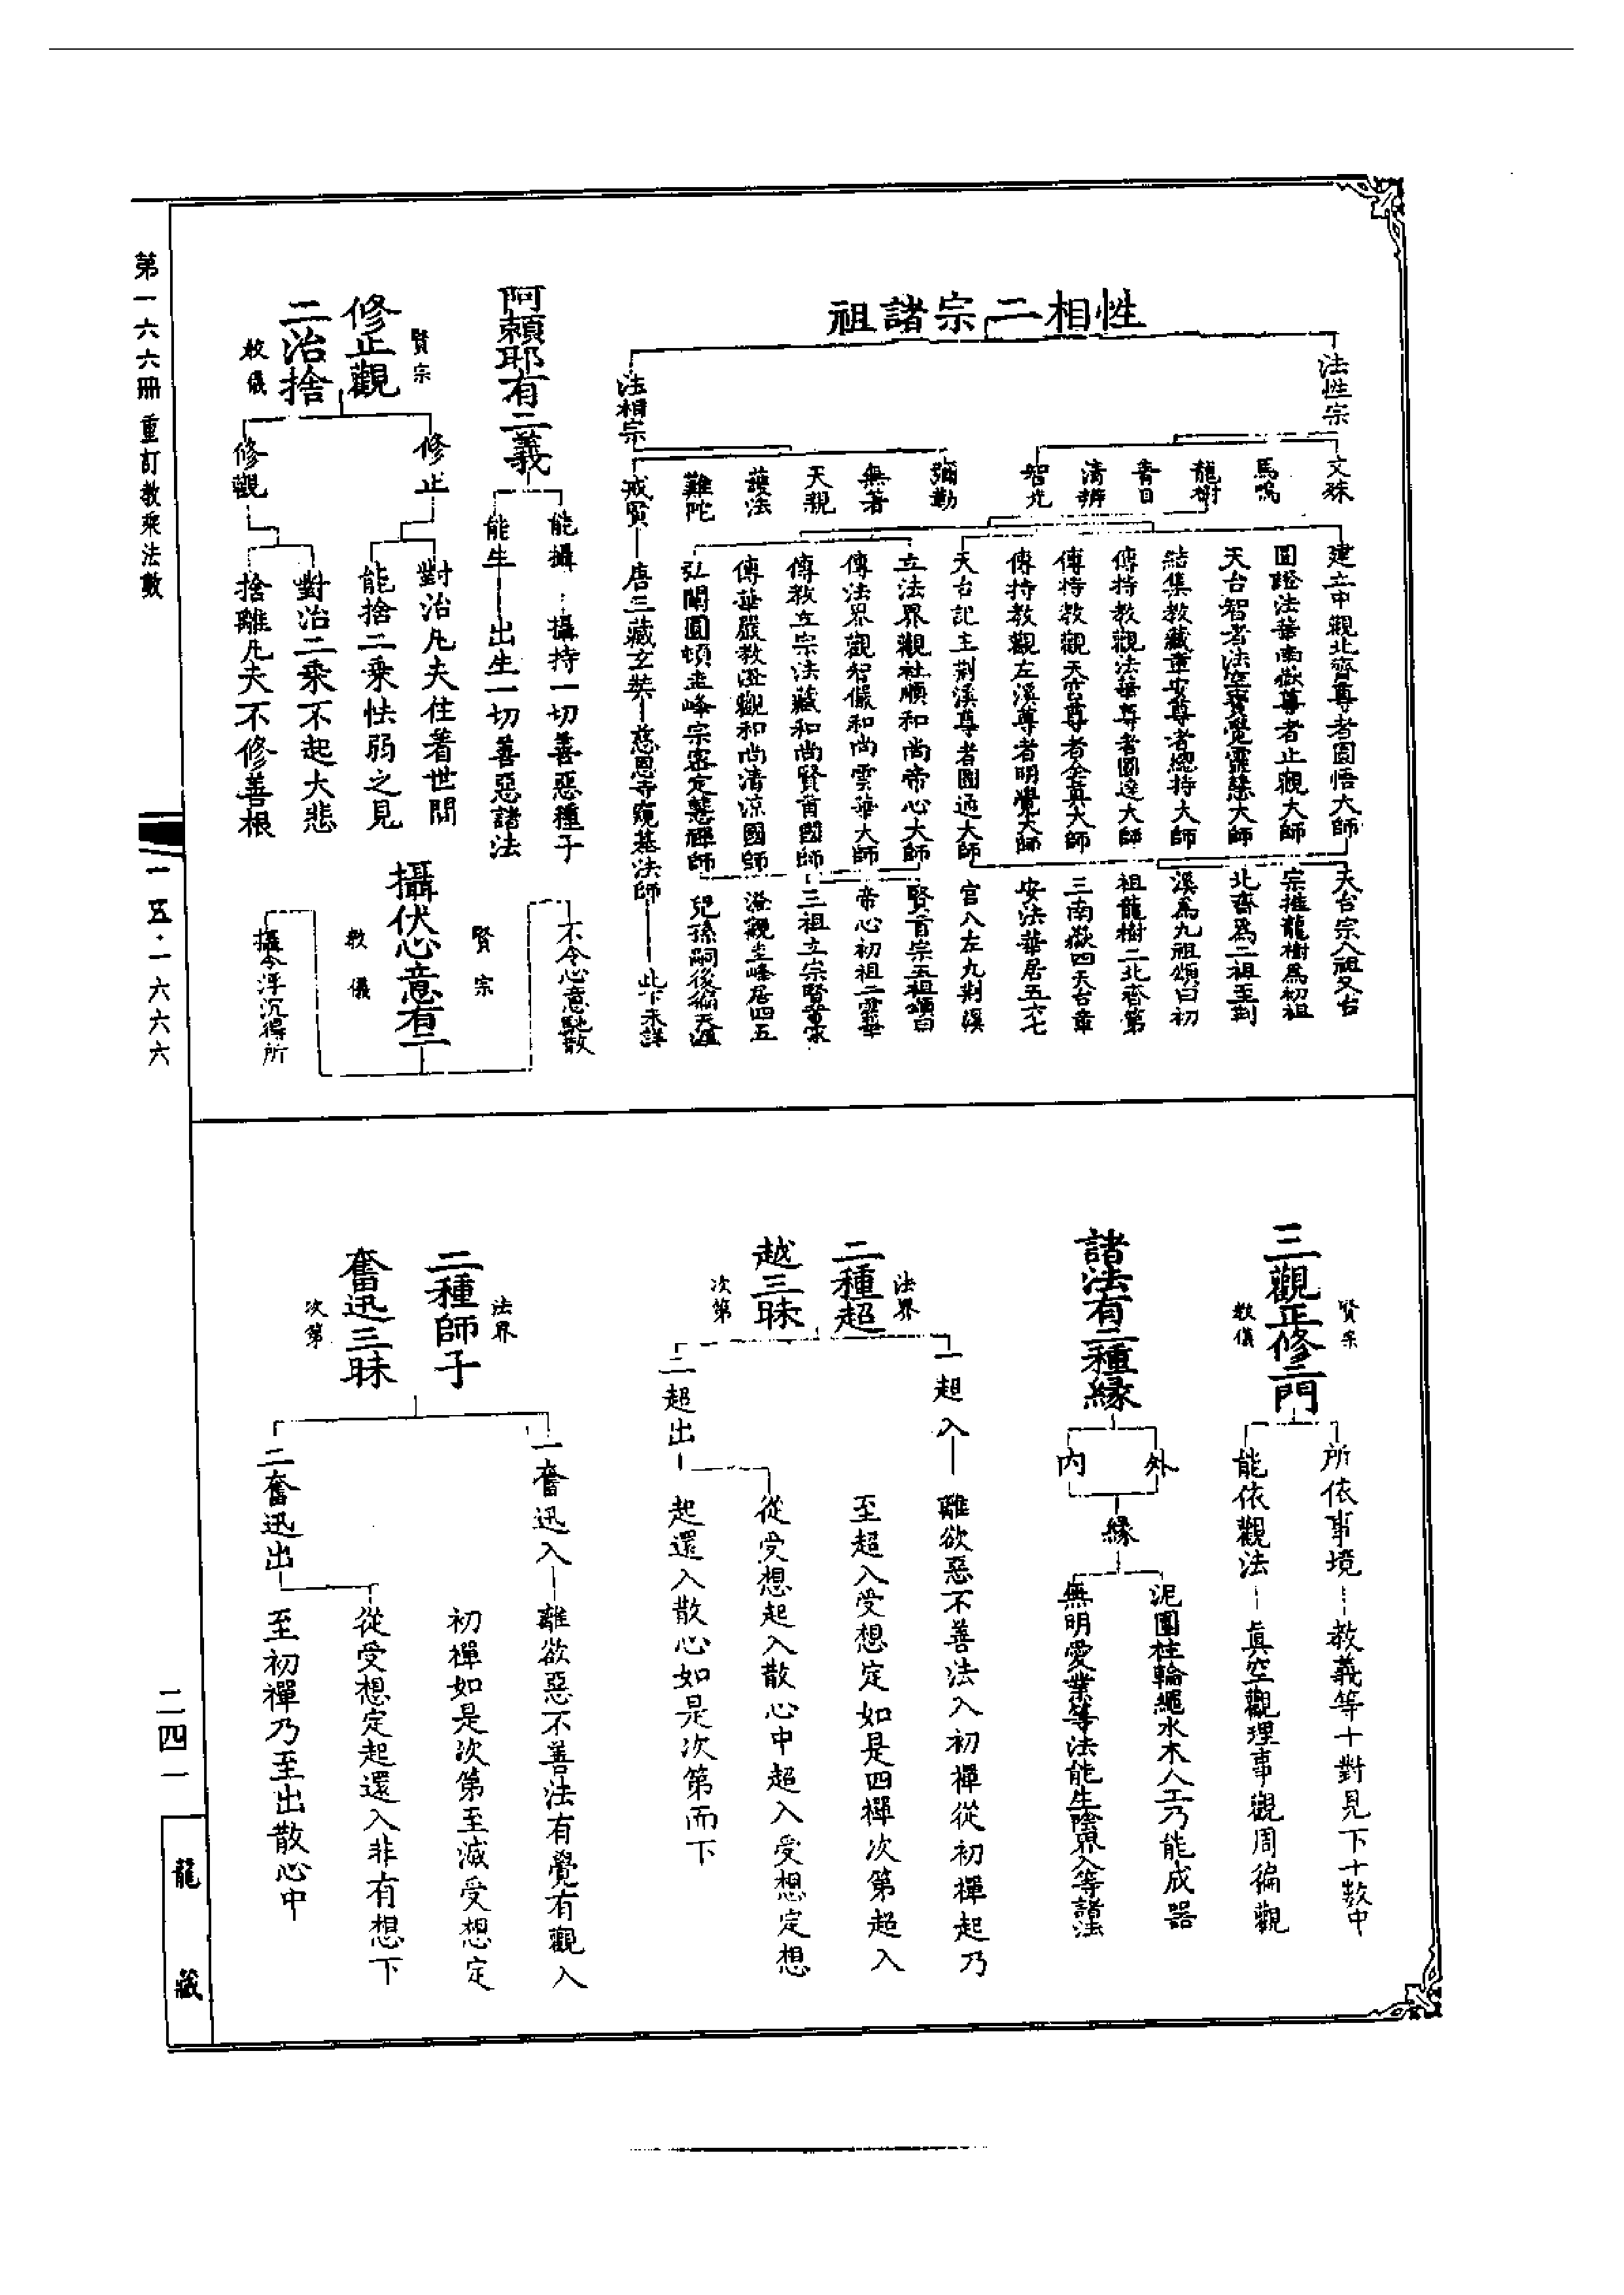 性相二宗諸祖
法性宗
文殊
馬鳴
龍樹
青目
清辨
智光
建立中觀北齊尊者圓悟大師
圓證法華南嶽尊者止觀大師
天台智者法空寶覺靈慧大師
結集教藏章安尊者總持大師
傳持教觀法華尊者圓達大師
傳持教觀天宮尊者全真大師
傳持教觀左溪尊者明覺大師
天台記主荆溪尊者圓通大師
立法界觀杜順和尚帝心大師
傳法界觀智儼和尚雲華大師
傳教立宗法藏和尚賢首國師
傳華嚴教澄觀和尚清凉國師
弘闡圓頓圭峰宗密定慧禪師
天台宗八祖又台
宗推龍樹為初祖
北齊為二祖至荆
溪為九祖頌曰初
祖龍樹二北齊第
三南嶽四天台章
安法華居五六七
宫八左九荆溪
賢首宗五祖頌曰
帝心初祖二雲華
三祖立宗賢首家
澄觀圭峰居四五
兒孫嗣後徧天涯
法相宗
彌勒
無著
天親
護法
難陀
戒賢
唐三藏玄奘
慈恩寺窺基法師
此下未詳
阿賴耶有二義
能攝
攝持一切善惡種子
能生
出生一切善惡諸法
修正觀
二治捨
賢宗
教儀
修止
對治凡夫住着世間
能捨二乘怯弱之見
修觀
對治二乘不起大悲
捨離凡夫不修善根
攝伏心意有二
賢宗
教儀
不令心意馳散
攝令浮沉得所
三觀正修二門
賢宗
教儀
所依事境
教義等十對見下十數中
能依觀法
真空觀理事觀周徧觀
諸法有二種緣
外
內
緣
泥團柱輪繩水木人工乃能成器
無明愛業等法能生陰界入等諸法
二種超
越三昧
法界
次第
一超入
離欲惡不善法入初禪從初禪起乃
至超入受想定如是四禪次第超入
二超出
從受想起入散心中超入受想定想
起還入散心如是次第而下
二種師子
奮迅三昧
法界
次第
一奮迅入
離欲惡不善法有覺有觀入
初禪如是次第至滅受想定
二奮迅出
從受想定起還入非有想下
至初禪乃至出散心中
第一六六册 重訂教乘法數
一一五·一六六六
二四一
龍藏